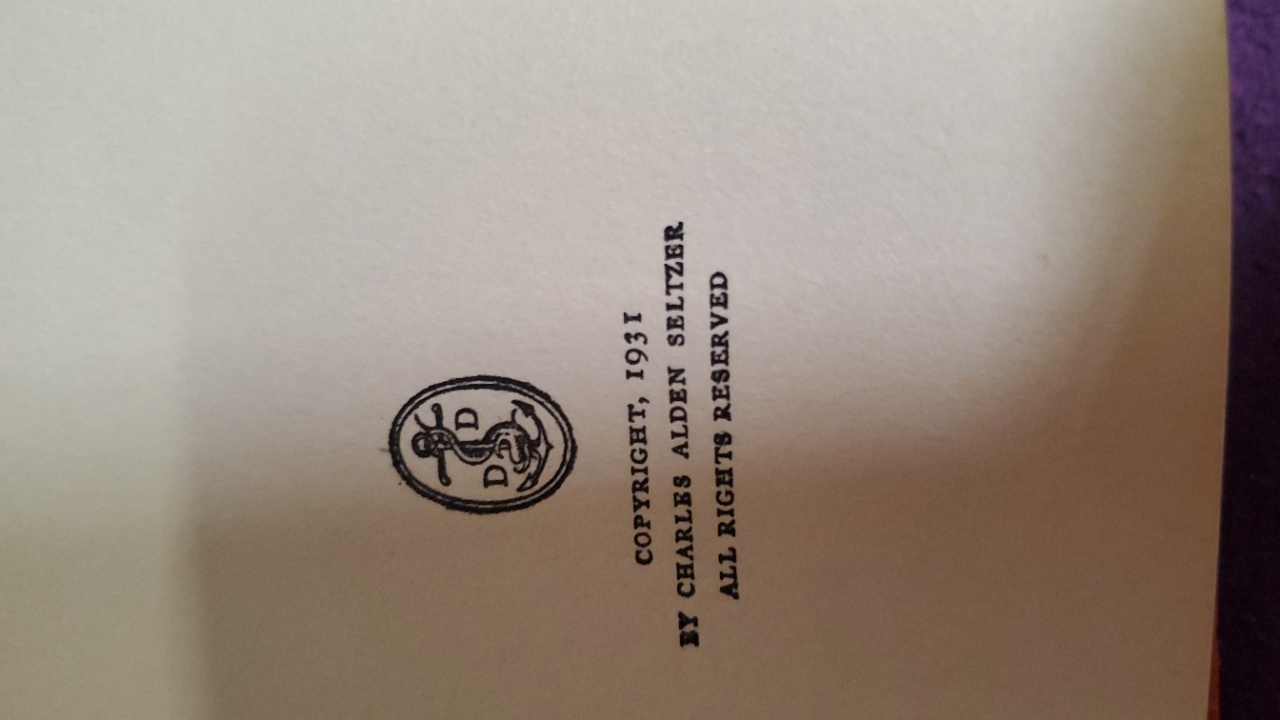 D D
COPYRIGHT, 1931
BY CHARLES ALDEN SELTZER
ALL RIGHTS RESERVED